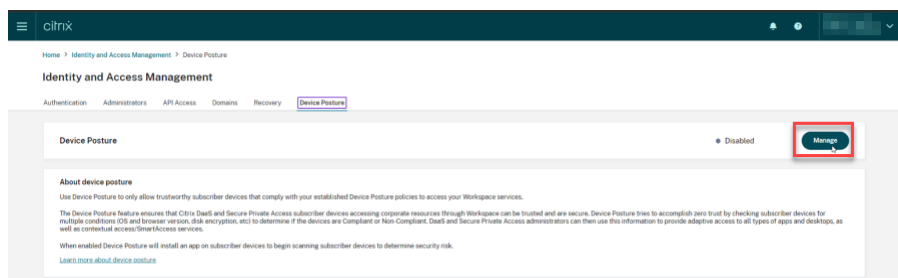 citrix
Home > Identity and Access Management > Device Posture
Identity and Access Management
Authentication Administrators API Access Domains Recovery Device Posture
Device Posture Disabled Manage
About device posture
Use Device Posture to only allow trustworthy subscriber devices that comply with your established Device Posture policies to access your Workspace services.
The Device Posture feature ensures that Citrix DaaS and Secure Private Access subscriber devices accessing corporate resources through Workspace can be trusted and are secure. Device Posture tries to accomplish zero trust by checking subscriber devices for
multiple conditions (OS and browser version, disk encryption, etc) to determine if the devices are Compliant or Non-Compliant. DaaS and Secure Private Access administrators can then use this information to provide adaptive access to all types of apps and desktops, as
well as contextual access/SmartAccess services.
When enabled Device Posture will install an app on subscriber devices to begin scanning subscriber devices to determine security risk.
Learn more about device posture